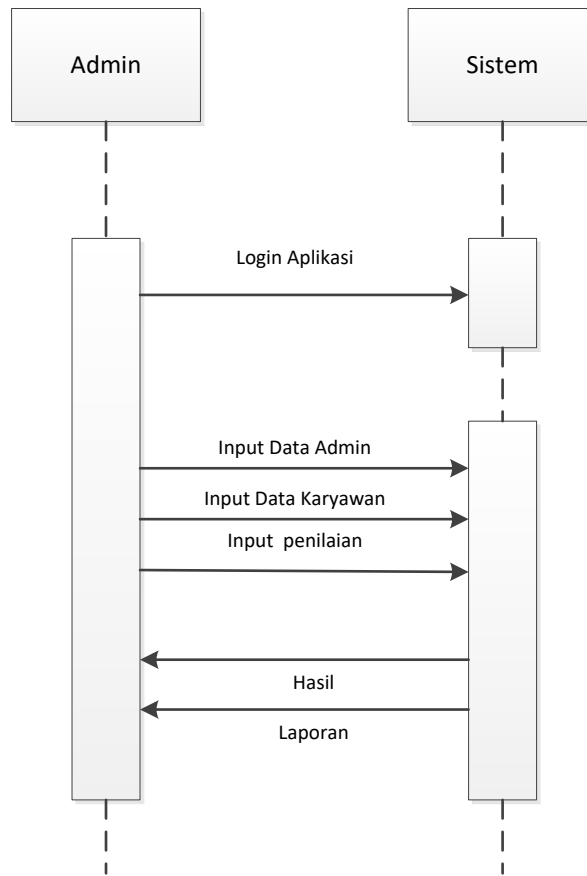 Admin
Sistem
Login Aplikasi
Input Data Admin
Input Data Karyawan
Input penilaian
Hasil
Laporan